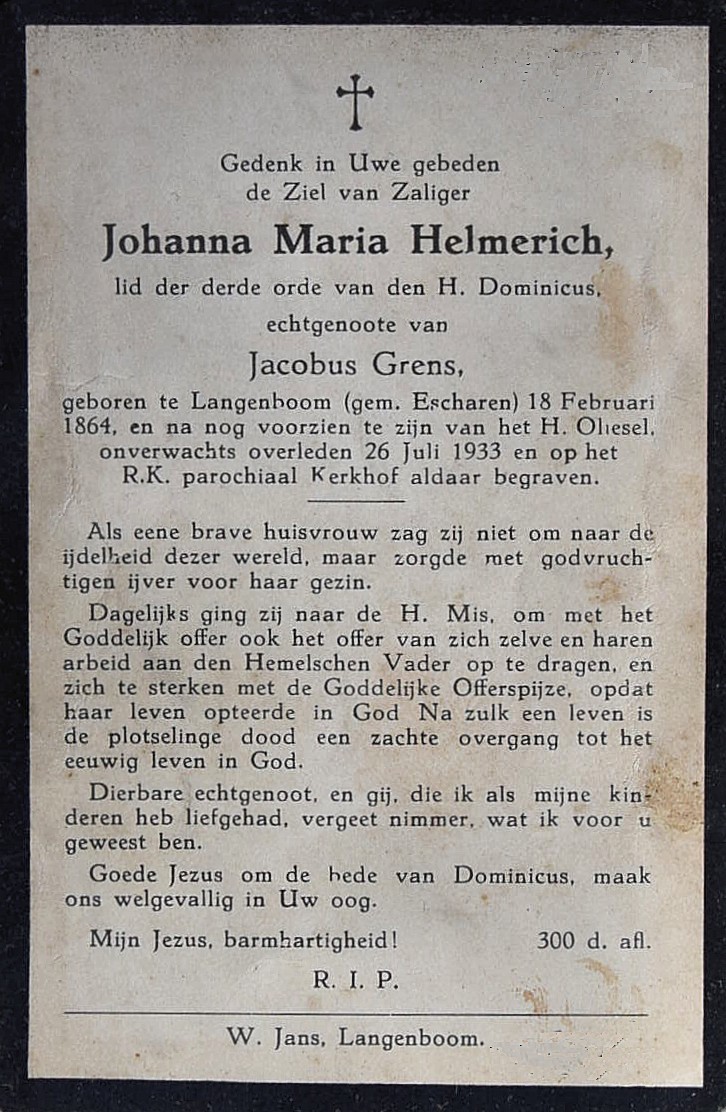 Gedenk in Uwe gebeden
de Ziel van Zaliger
Johanna Maria Helmerich,
lid der derde orde van den H. Dominicus,
echtgenoote van
Jacobus Grens,
geboren te Langenboom (gem. Escharen) 18 Februari
1864, en na nog voorzien te zijn van het H. Oliesel,
onverwachts overleden 26 Juli 1933 en op het
R.K. parochiaal Kerkhof aldaar begraven.
Als eene brave huisvrouw zag zij niet om naar de
ijdelheid dezer wereld, maar zorgde met godvruch-
tigen ijver voor haar gezin.
Dagelijks ging zij naar de H. Mis, om met het
Goddelijk offer ook het offer van zich zelve en haren
arbeid aan den Hemelschen Vader op te dragen, en
zich te sterken met de Goddelijke Offerspijze, opdat
haar leven opteerde in God Na zulk een leven is
de plotselinge dood een zachte overgang tot het
eeuwig leven in God.
Dierbare echtgenoot, en gij, die ik als mijne kin-
deren heb liefgehad, vergeet nimmer, wat ik voor u
geweest ben.
Goede Jezus om de bede van Dominicus, maak
ons welgevallig in Uw oog.
Mijn Jezus, barmhartigheid! 300 d. afl.
R. I. P.
W. Jans, Langenboom.